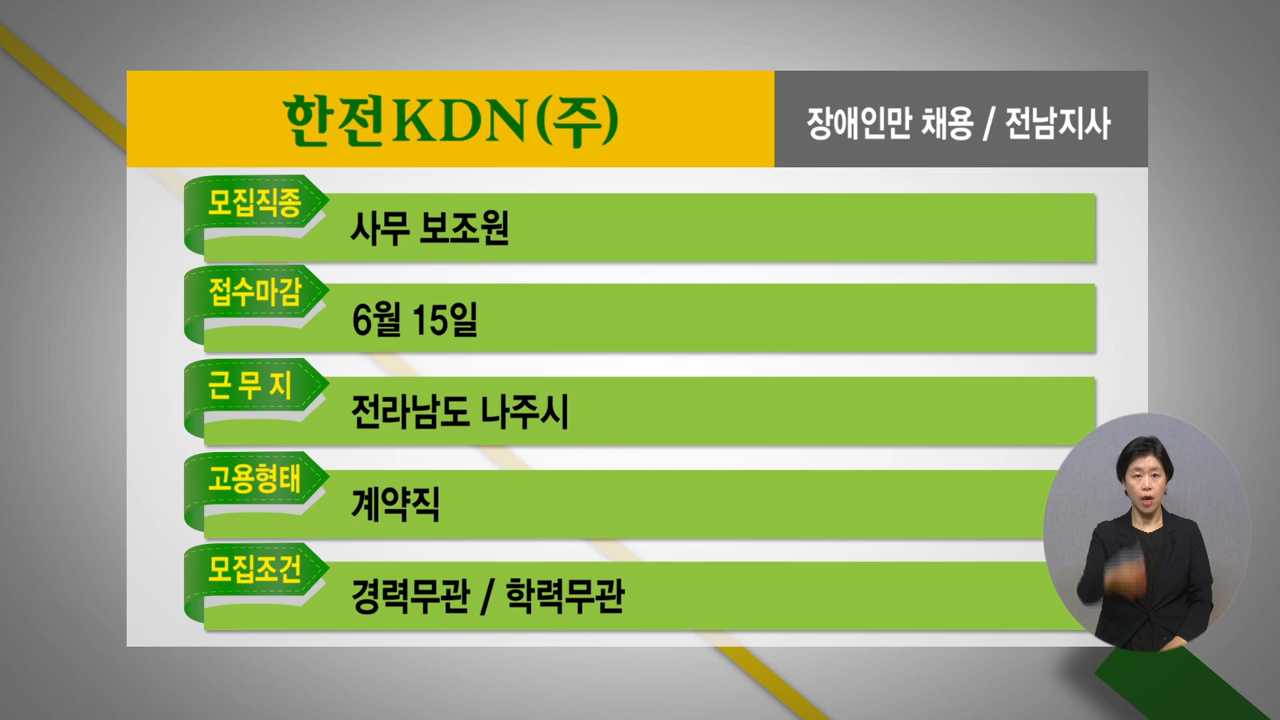 한전KDN(주)
장애인만 채용 / 전남지사
모집직종
사무 보조원
접수마감
6월 15일
근 무 지
전라남도 나주시
고용형태
계약직
모집조건
경력무관 / 학력무관